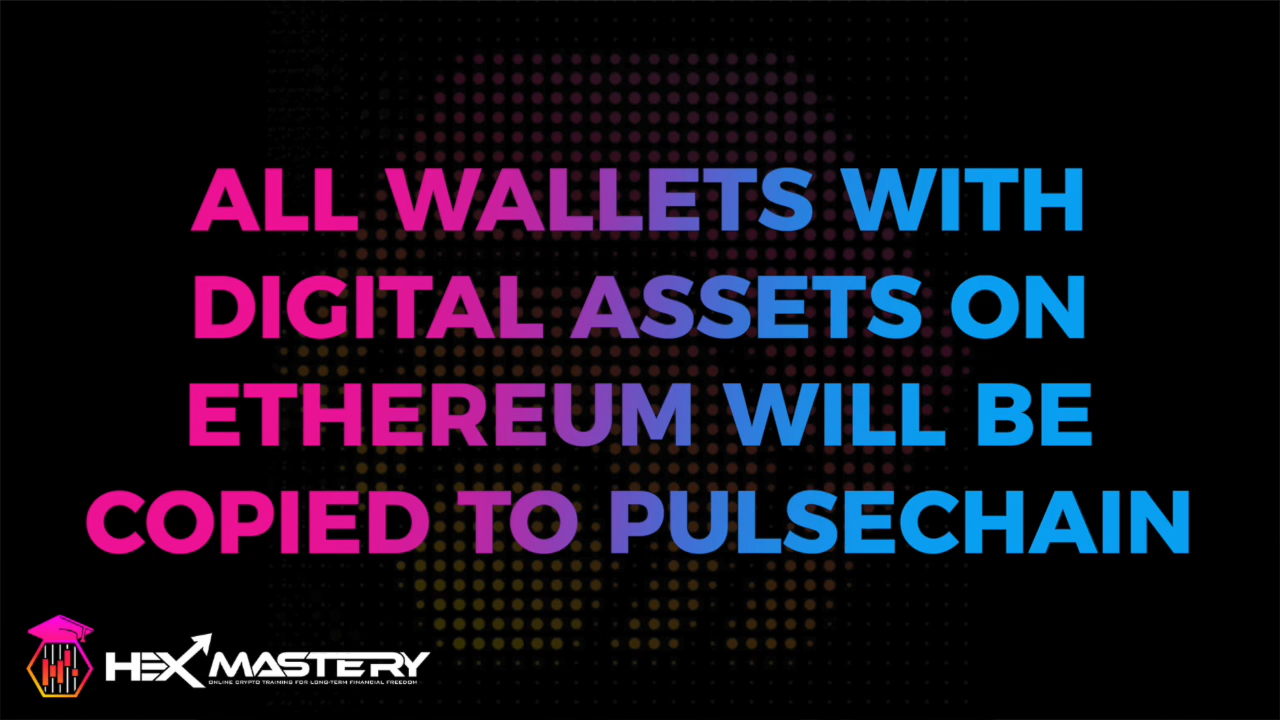 ALL WALLETS WITH
DIGITAL ASSETS ON
ETHEREUM WILL BE
COPIED TO PULSECHAIN
HEX MASTERY
ONLINE CRYPTO TRAINING FOR LONG-TERM FINANCIAL FREEDOM